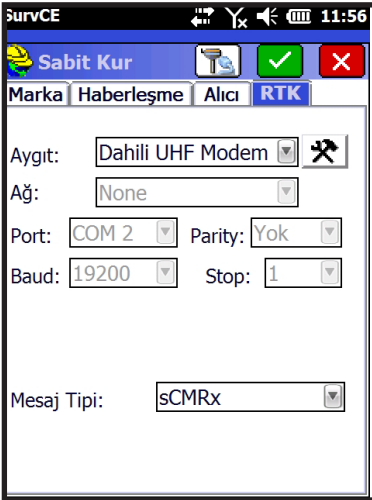 SurvCE 11:56
Sabit Kur
Marka Haberleşme Alıcı RTK
Aygıt: Dahili UHF Modem
Ağ: None
Port: COM 2 Parity: Yok
Baud: 19200 Stop: 1
Mesaj Tipi: sCMRx